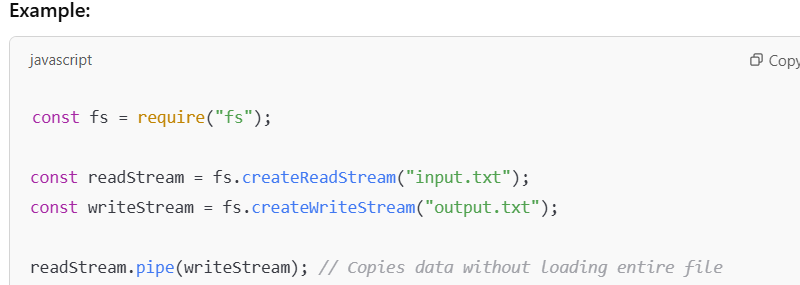 Example:
javascript
Copy
const fs = require("fs");
const readStream = fs.createReadStream("input.txt");
const writeStream = fs.createWriteStream("output.txt");
readStream.pipe(writeStream); // Copies data without loading entire file